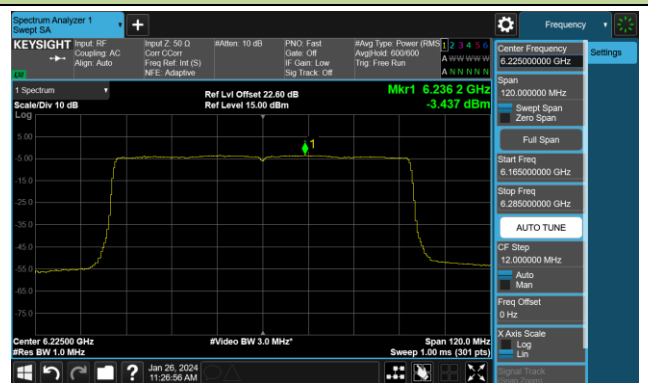 Spectrum Analyzer 1
Swept SA
Frequency
KEYSIGHT
Input: RF
Coupling: AC
Align: Auto
Input Z: 50 Ω
Corr CCorr
Freq Ref: Int (S)
NFE: Adaptive
#Atten: 10 dB
PNO: Fast
Gate: Off
IF Gain: Low
Sig Track: Off
#Avg Type: Power (RMS
Avg|Hold: 600/600
Trig: Free Run
1 2 3 4 5 6
A W W W W W
A N N N N N
Center Frequency
6.225000000 GHz
Settings
Span
120.000000 MHz
Swept Span
Zero Span
Full Span
Start Freq
6.165000000 GHz
Stop Freq
6.285000000 GHz
AUTO TUNE
CF Step
12.000000 MHz
Auto
Man
Freq Offset
0 Hz
X Axis Scale
Log
Lin
Signal Track
1 Spectrum
Scale/Div 10 dB
Log
Ref Lvl Offset 22.60 dB
Ref Level 15.00 dBm
Mkr1 6.236 2 GHz
-3.437 dBm
1
5.00
-5.00
-15.0
-25.0
-35.0
-45.0
-55.0
-65.0
-75.0
Center 6.22500 GHz
#Res BW 1.0 MHz
#Video BW 3.0 MHz*
Span 120.0 MHz
Sweep 1.00 ms (301 pts)
?
Jan 26, 2024
11:26:56 AM